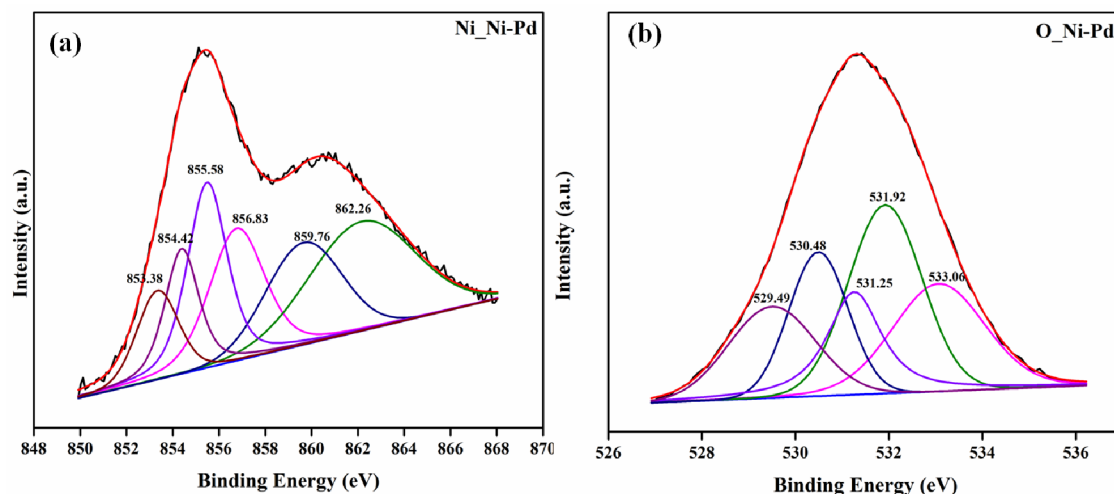 (a)
Ni_Ni-Pd
855.58
856.83
862.26
854.42
859.76
853.38
Intensity (a.u.)
848 850 852 854 856 858 860 862 864 866 868 870
Binding Energy (eV)
(b)
O_Ni-Pd
531.92
530.48
531.25
533.06
529.49
Intensity (a.u.)
526 528 530 532 534 536
Binding Energy (eV)